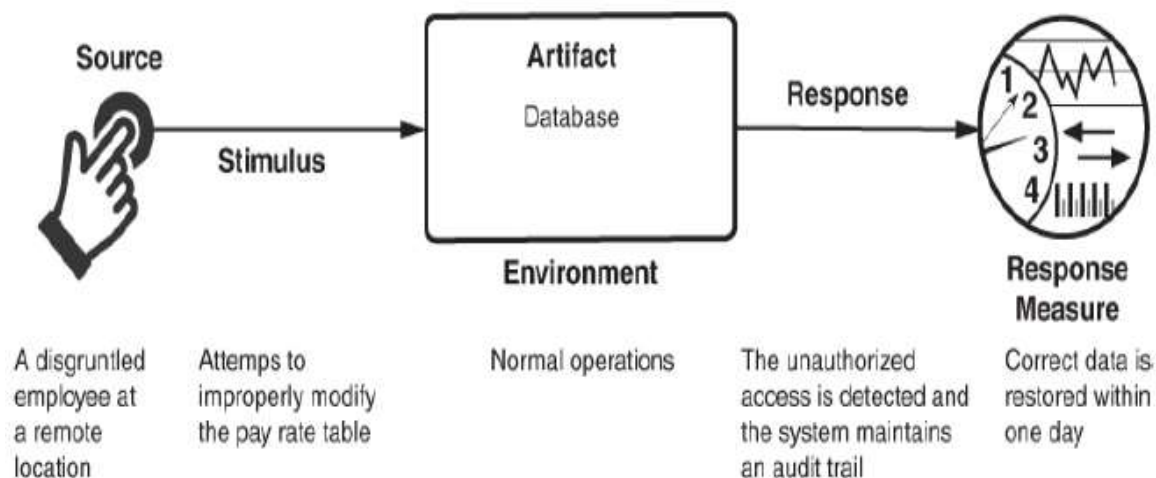 Source
Stimulus
Artifact
Database
Environment
Response
1
2
3
4
Response
Measure
A disgruntled
employee at
a remote
location
Attemps to
improperly modify
the pay rate table
Normal operations
The unauthorized
access is detected and
the system maintains
an audit trail
Correct data is
restored within
one day